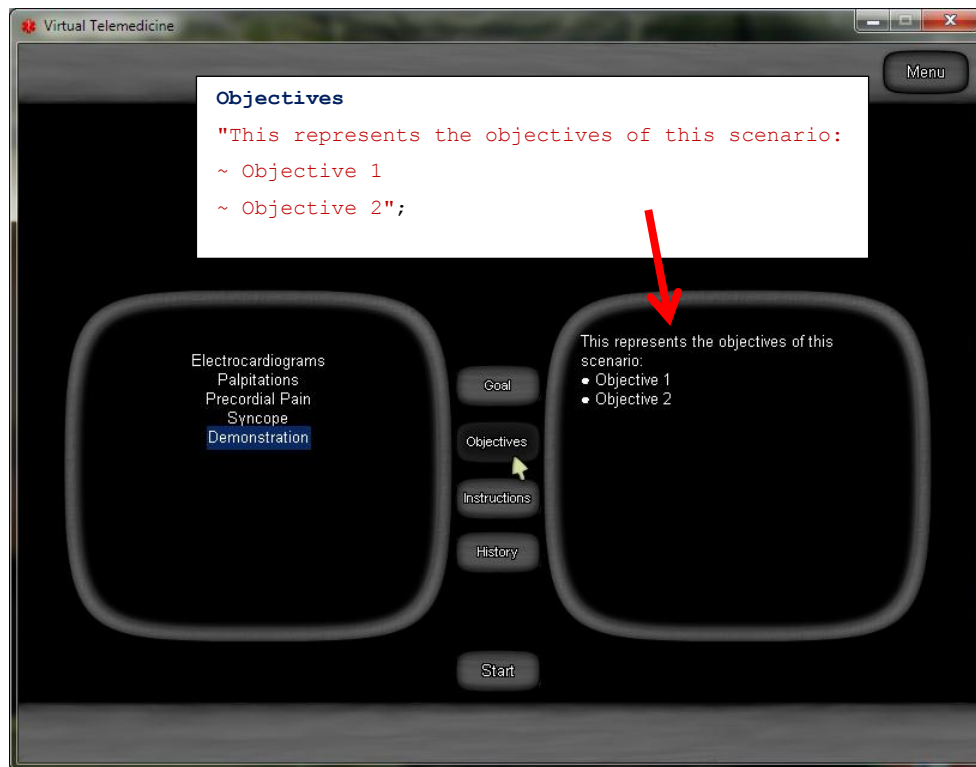 Virtual Telemedicine
Menu
Objectives
"This represents the objectives of this scenario:
~ Objective 1
~ Objective 2";
Electrocardiograms
Palpitations
Precordial Pain
Syncope
Demonstration
Goal
Objectives
Instructions
History
This represents the objectives of this
scenario:
• Objective 1
• Objective 2
Start